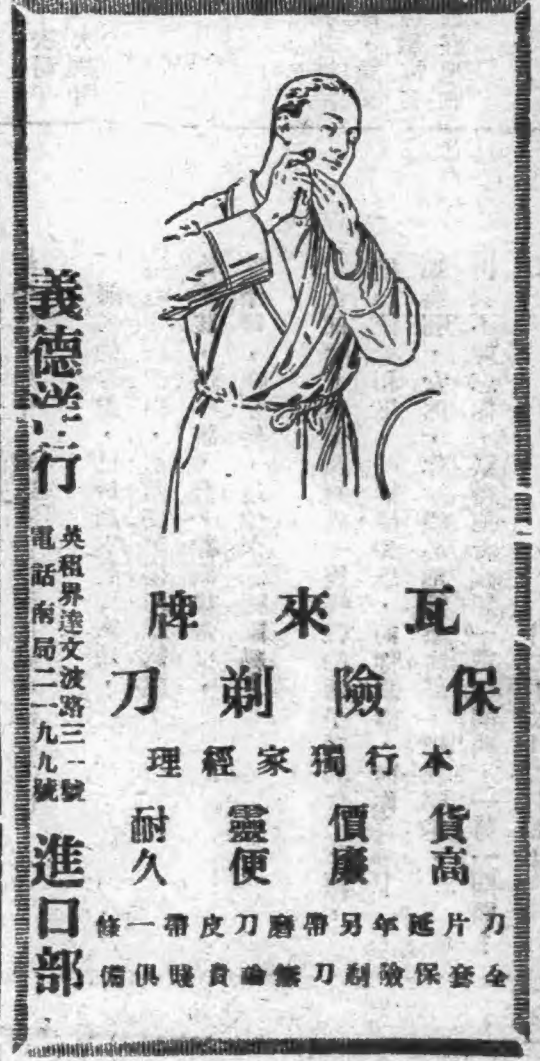 瓦來牌
保險剃刀
本行獨家經理
貨高
價廉
靈便
耐久
刀片延年另帶磨刀皮帶一條
全套保險剃刀無論貴賤俱備
義德洋行
英租界達文波路三一號
電話南局二一九九號
進口部